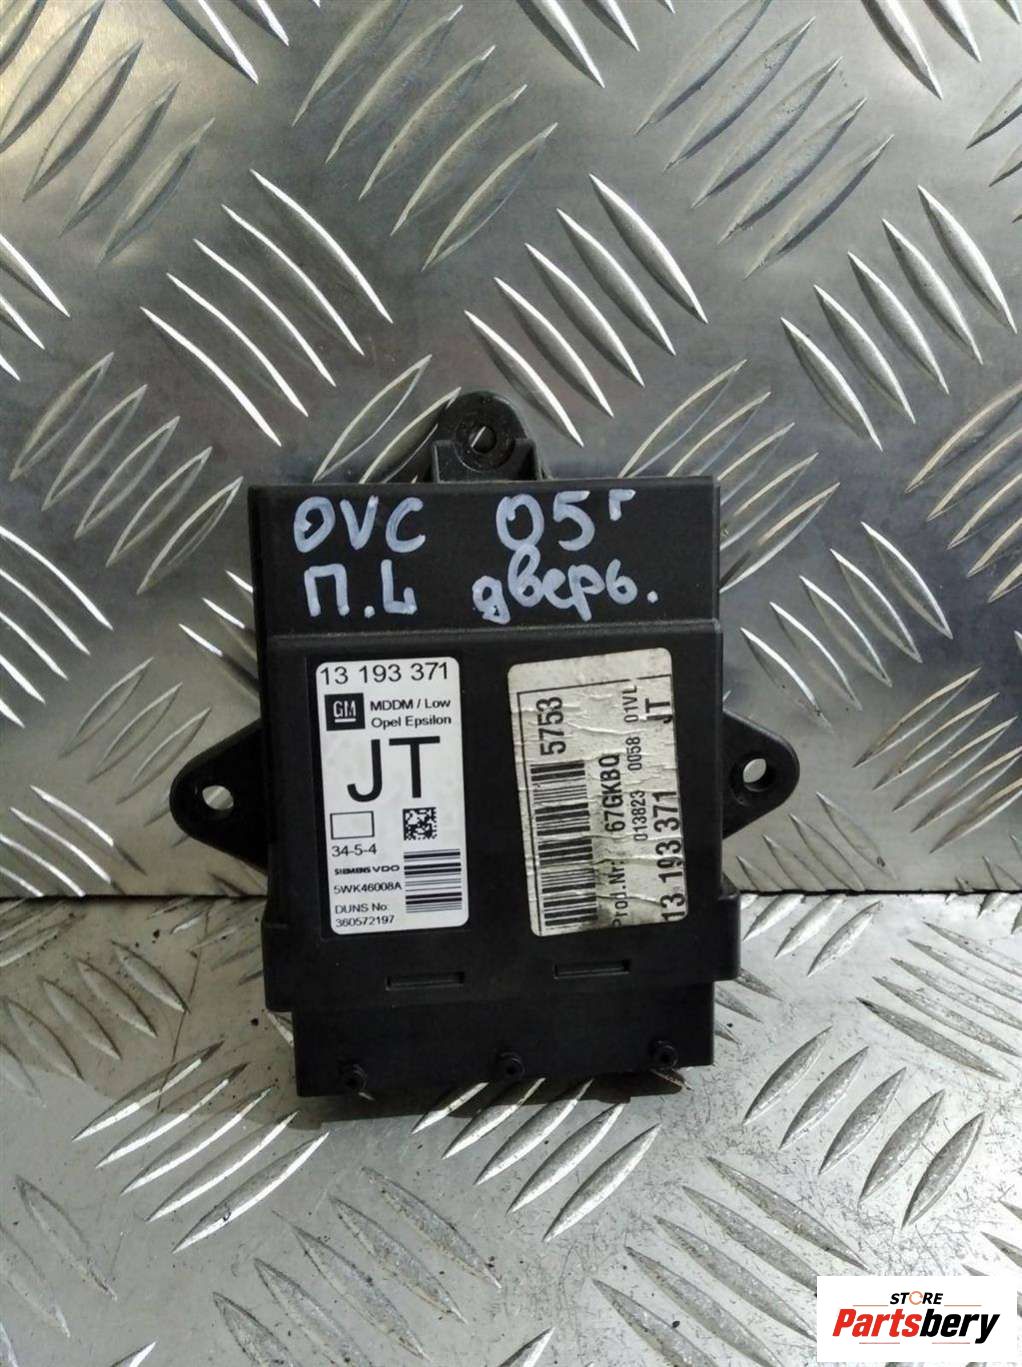 OVC 05г
П.L дверь.
13 193 371
GM MDDM / Low
Opel Epsilon
JT
34-5-4
SIEMENS VDO
5WK46008A
DUNS No:
360572197
5753
Prod.Nr.: 67GKBQ
013823 0058 01VL
13 193 371 JT
STORE
Partsbery